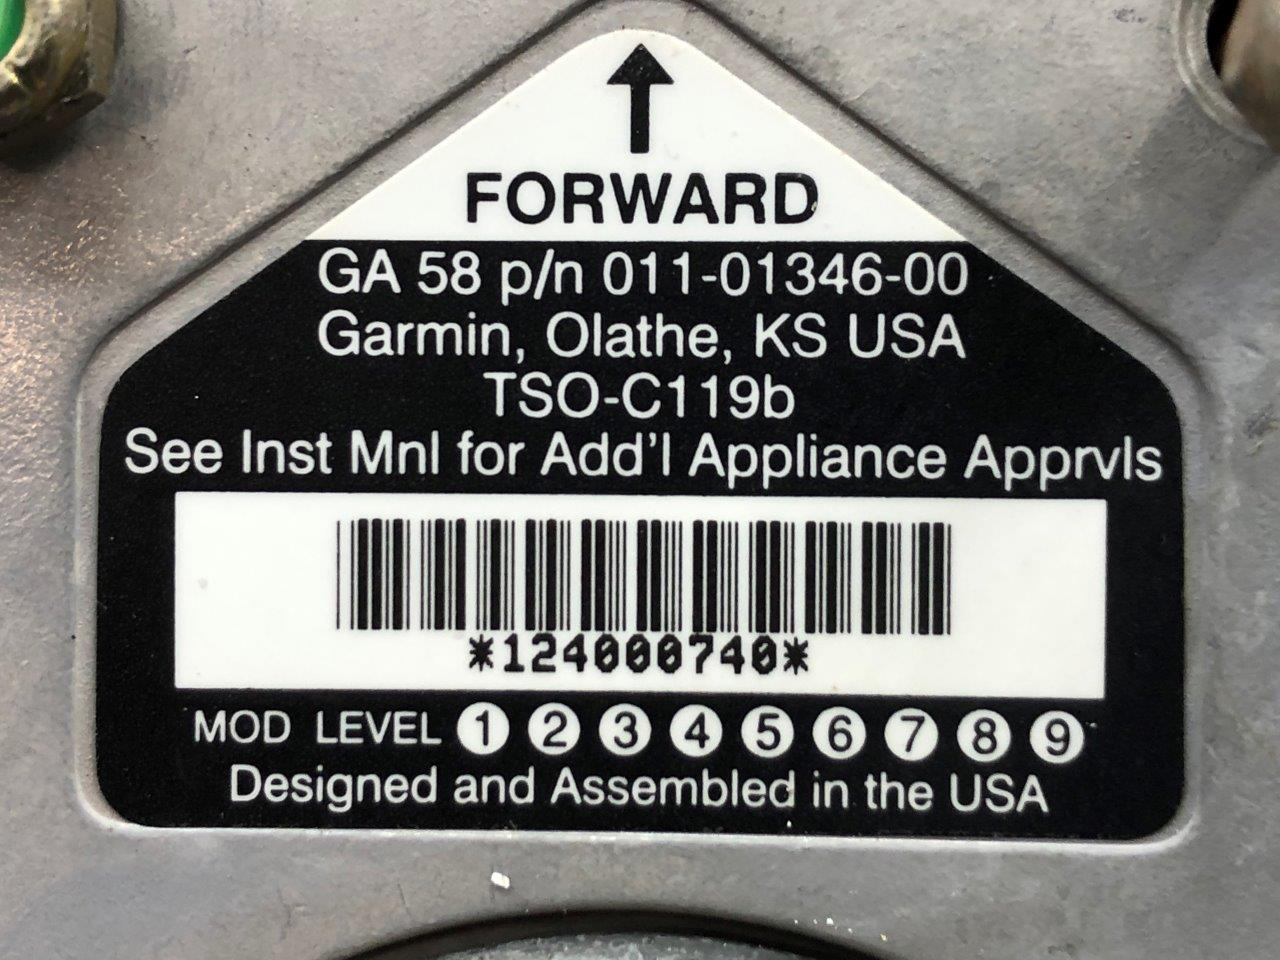 FORWARD
GA 58 p/n 011-01346-00
Garmin, Olathe, KS USA
TSO-C119b
See Inst Mnl for Add'l Appliance Apprvls
*124000740*
MOD LEVEL 1 2 3 4 5 6 7 8 9
Designed and Assembled in the USA